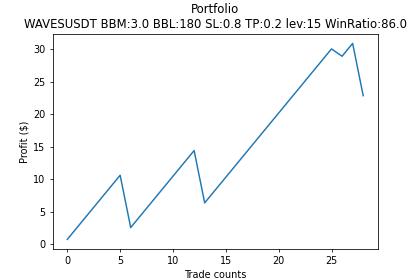 Portfolio
WAVESUSDT BBM:3.0 BBL:180 SL:0.8 TP:0.2 lev:15 WinRatio:86.0
30
25
20
15
10
5
0
Profit ($)
0 5 10 15 20 25
Trade counts